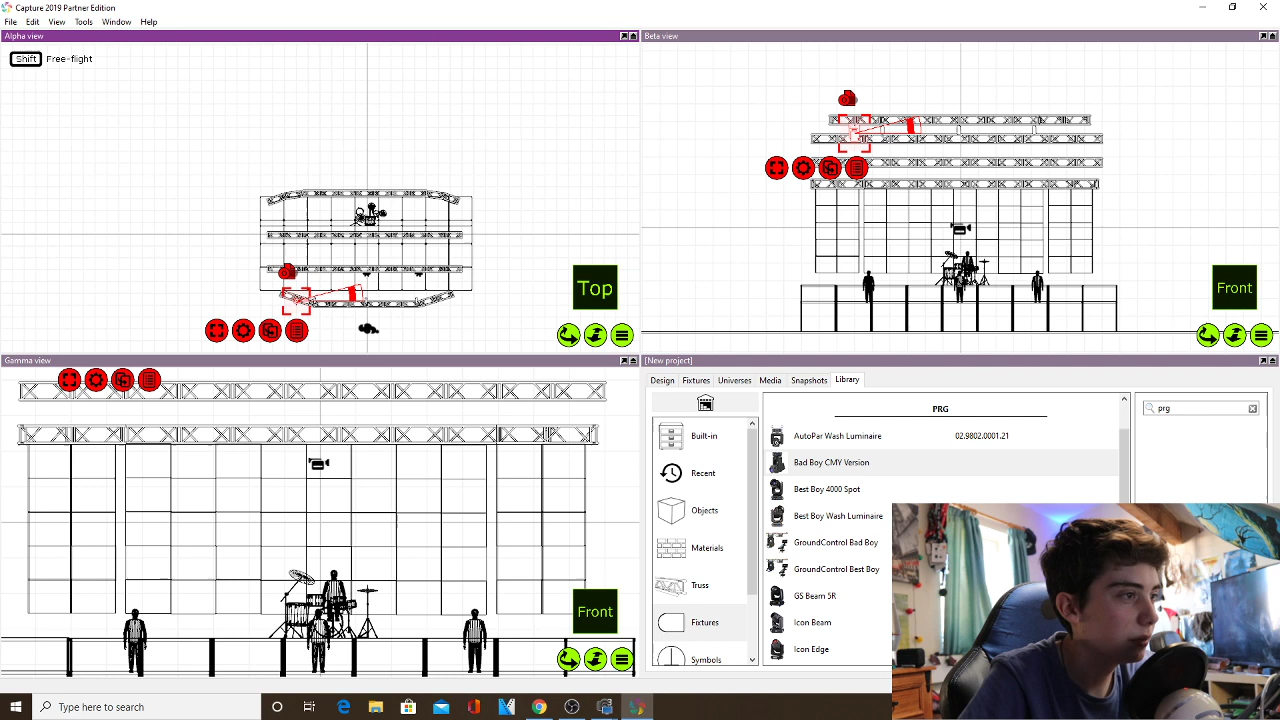 Capture 2019 Partner Edition
File Edit View Tools Window Help
Alpha view
Shift Free-flight
Top
Beta view
Front
Gamma view
Front
[New project]
Design Fixtures Universes Media Snapshots Library
Built-in
Recent
Objects
Materials
Truss
Fixtures
Symbols
PRG
AutoPar Wash Luminaire 02.9802.0001.21
Bad Boy CMY Version
Best Boy 4000 Spot
Best Boy Wash Luminaire
GroundControl Bad Boy
GroundControl Best Boy
GS Beam 5R
Icon Beam
Icon Edge
prg
Type here to search